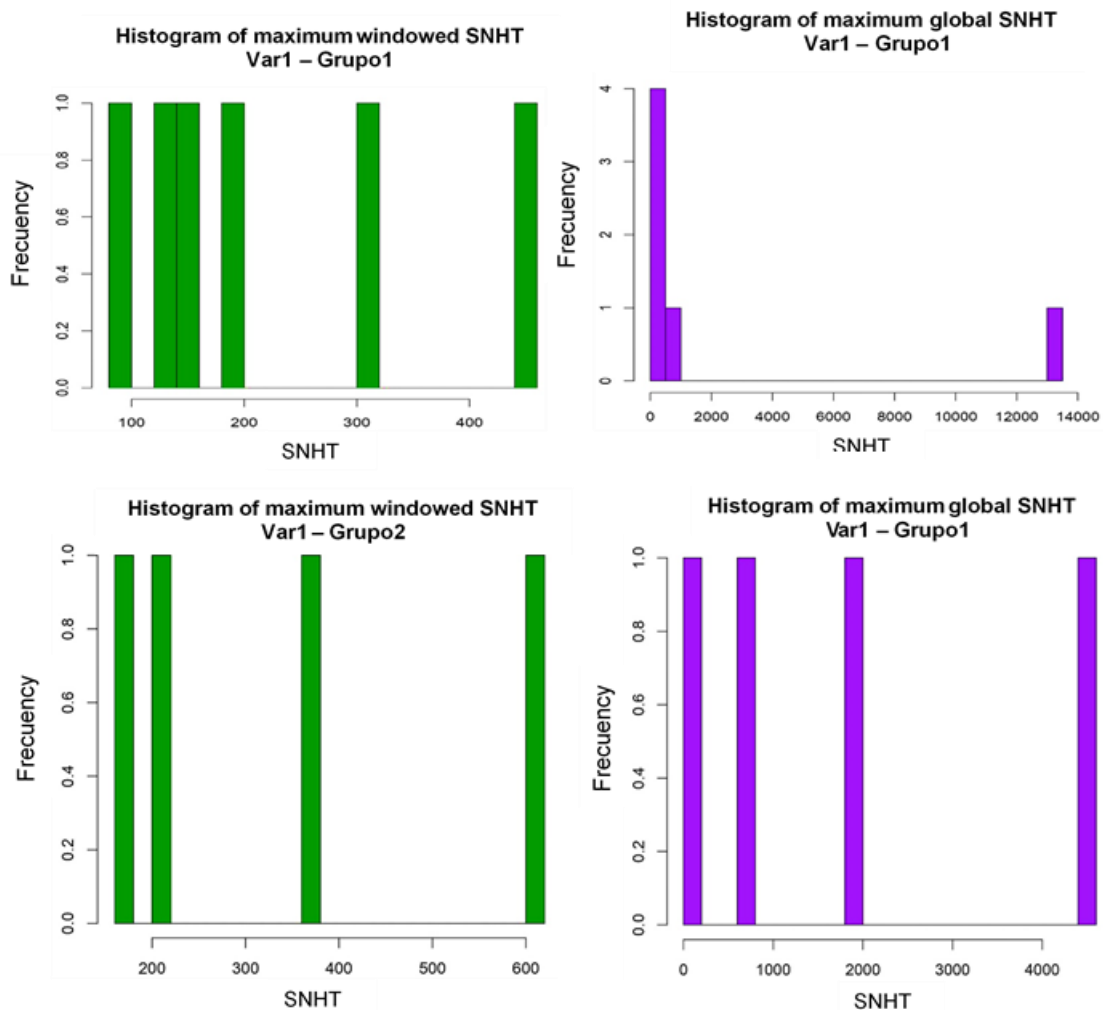 Histogram of maximum windowed SNHT
Var1 – Grupo1
Frecuency
0.0 0.2 0.4 0.6 0.8 1.0
100 200 300 400
SNHT
Histogram of maximum global SNHT
Var1 – Grupo1
Frecuency
0 1 2 3 4
0 2000 4000 6000 8000 10000 12000 14000
SNHT
Histogram of maximum windowed SNHT
Var1 – Grupo2
Frecuency
0.0 0.2 0.4 0.6 0.8 1.0
200 300 400 500 600
SNHT
Histogram of maximum global SNHT
Var1 – Grupo1
Frecuency
0.0 0.2 0.4 0.6 0.8 1.0
0 1000 2000 3000 4000
SNHT